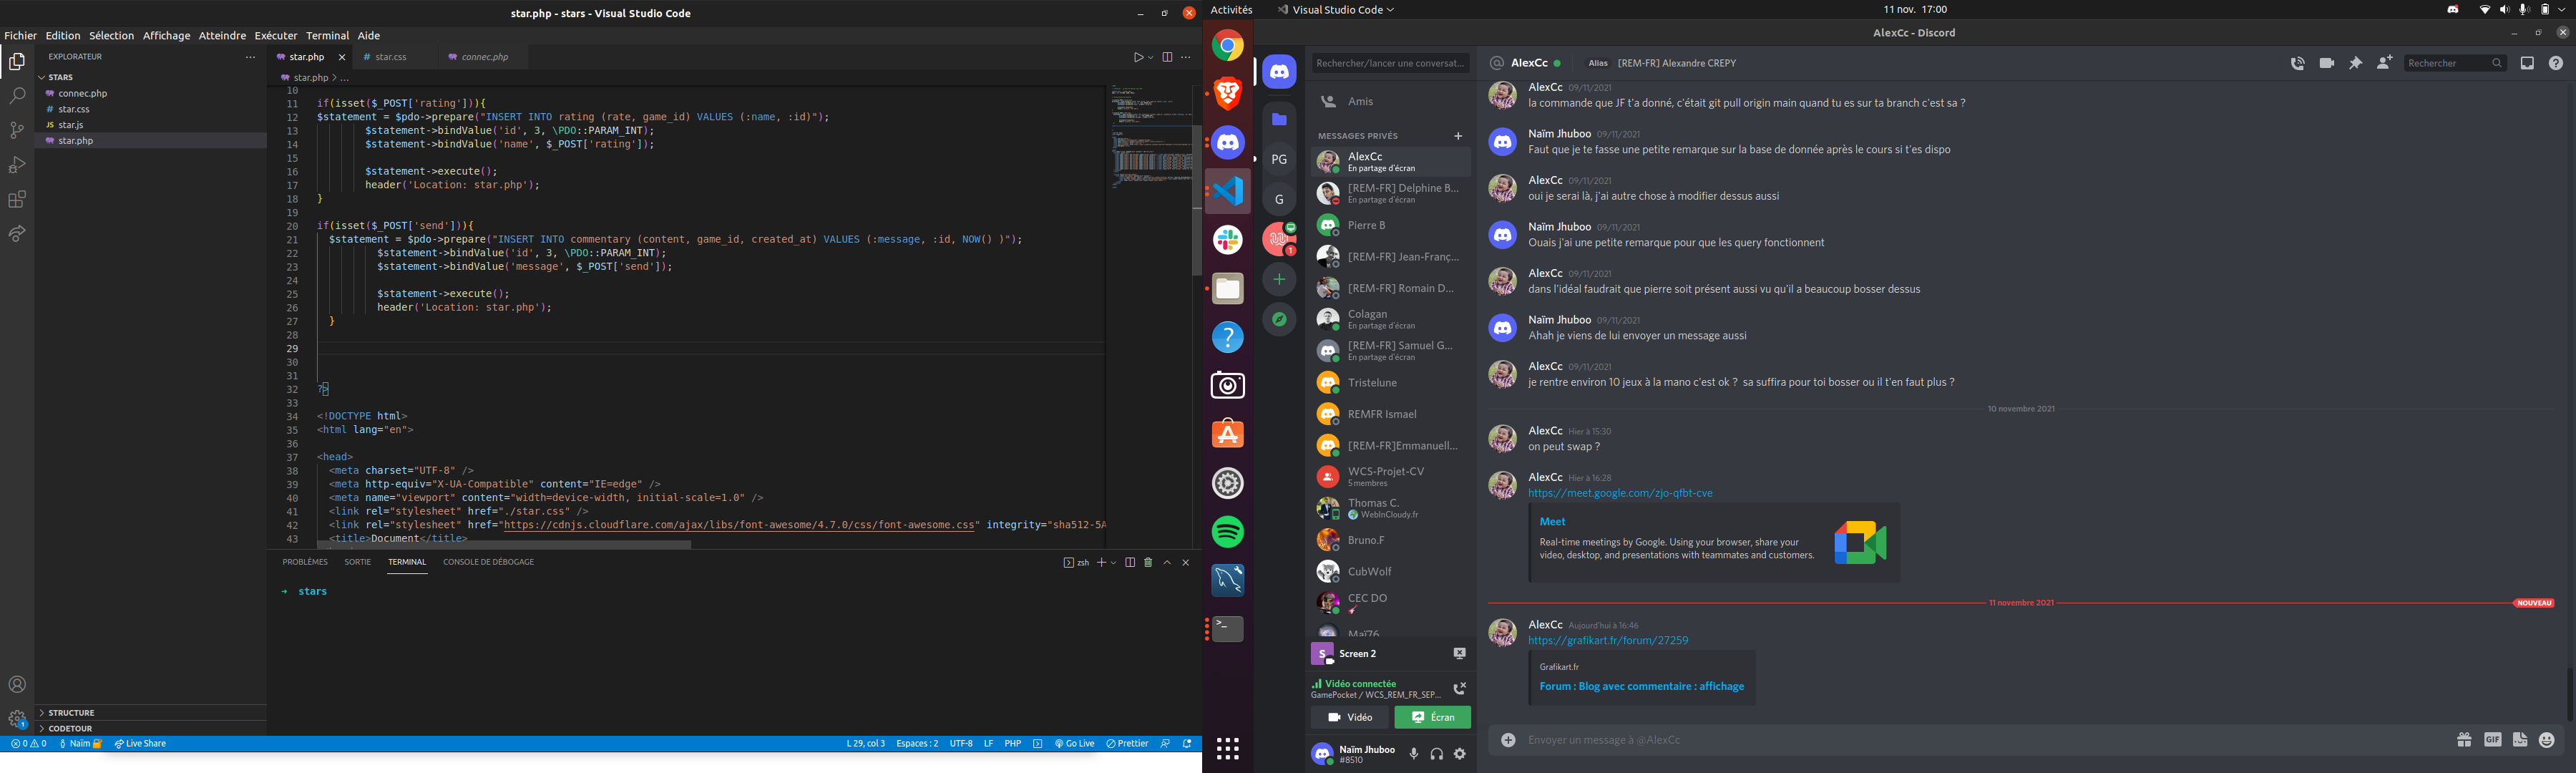 star.php - stars - Visual Studio Code
Fichier Edition Sélection Affichage Atteindre Exécuter Terminal Aide
EXPLORATEUR
STARS
connec.php
# star.css
JS star.js
star.php
STRUCTURE
CODETOUR
star.php
# star.css
connec.php
star.php > ...
10
11 if(isset($_POST['rating'])){
12 $statement = $pdo->prepare("INSERT INTO rating (rate, game_id) VALUES (:name, :id)");
13 $statement->bindValue('id', 3, \PDO::PARAM_INT);
14 $statement->bindValue('name', $_POST['rating']);
15
16 $statement->execute();
17 header('Location: star.php');
18 }
19
20 if(isset($_POST['send'])){
21 $statement = $pdo->prepare("INSERT INTO commentary (content, game_id, created_at) VALUES (:message, :id, NOW() )");
22 $statement->bindValue('id', 3, \PDO::PARAM_INT);
23 $statement->bindValue('message', $_POST['send']);
24
25 $statement->execute();
26 header('Location: star.php');
27 }
28
29
30
31
32 ?>
33
34 <!DOCTYPE html>
35 <html lang="en">
36
37 <head>
38 <meta charset="UTF-8" />
39 <meta http-equiv="X-UA-Compatible" content="IE=edge" />
40 <meta name="viewport" content="width=device-width, initial-scale=1.0" />
41 <link rel="stylesheet" href="./star.css" />
42 <link rel="stylesheet" href="https://cdnjs.cloudflare.com/ajax/libs/font-awesome/4.7.0/css/font-awesome.css" integrity="sha512-5A
43 <title>Document</title>
PROBLÈMES SORTIE TERMINAL CONSOLE DE DÉBOGAGE
zsh
→ stars
1
0 0 Naïm Live Share
L 29, col 3 Espaces : 2 UTF-8 LF PHP Go Live Prettier
Activités Visual Studio Code
11 nov. 17:00
AlexCc - Discord
PG
G
1
Rechercher/lancer une conversat...
Amis
MESSAGES PRIVÉS
AlexCc
En partage d'écran
[REM-FR] Delphine B...
En partage d'écran
Pierre B
[REM-FR] Jean-Franç...
[REM-FR] Romain D...
Colagan
En partage d'écran
[REM-FR] Samuel G...
En partage d'écran
Tristelune
REMFR Ismael
[REM-FR]Emmanuell...
WCS-Projet-CV
5 membres
Thomas C.
WebInCloudy.fr
Bruno.F
CubWolf
CEC DO
Maï76
S Screen 2
Vidéo connectée
GamePocket / WCS_REM_FR_SEP...
Vidéo
Écran
Naïm Jhuboo
#8510
@ AlexCc Alias [REM-FR] Alexandre CREPY
Rechercher
AlexCc 09/11/2021
la commande que JF t'a donné, c'était git pull origin main quand tu es sur ta branch c'est sa ?
Naïm Jhuboo 09/11/2021
Faut que je te fasse une petite remarque sur la base de donnée après le cours si t'es dispo
AlexCc 09/11/2021
oui je serai là, j'ai autre chose à modifier dessus aussi
Naïm Jhuboo 09/11/2021
Ouais j'ai une petite remarque pour que les query fonctionnent
AlexCc 09/11/2021
dans l'idéal faudrait que pierre soit présent aussi vu qu'il a beaucoup bosser dessus
Naïm Jhuboo 09/11/2021
Ahah je viens de lui envoyer un message aussi
AlexCc 09/11/2021
je rentre environ 10 jeux à la mano c'est ok ? sa suffira pour toi bosser ou il t'en faut plus ?
10 novembre 2021
AlexCc Hier à 15:30
on peut swap ?
AlexCc Hier à 16:28
https://meet.google.com/zjo-qfbt-cve
Meet
Real-time meetings by Google. Using your browser, share your
video, desktop, and presentations with teammates and customers.
11 novembre 2021 NOUVEAU
AlexCc Aujourd'hui à 16:46
https://grafikart.fr/forum/27259
Grafikart.fr
Forum : Blog avec commentaire : affichage
Envoyer un message à @AlexCc
GIF